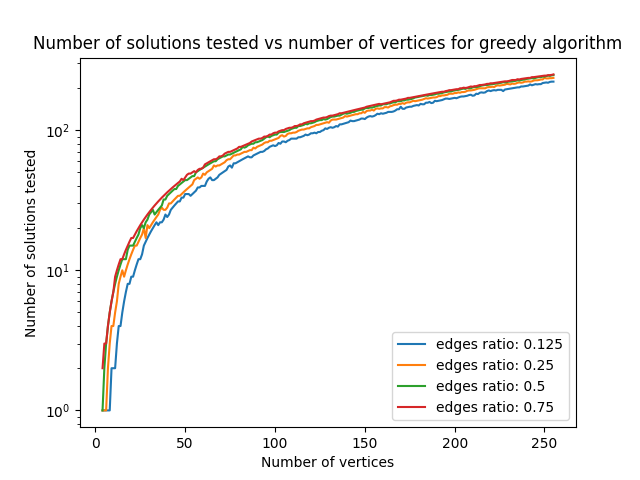 Number of solutions tested vs number of vertices for greedy algorithm
Number of solutions tested
10²
10¹
10⁰
edges ratio: 0.125
edges ratio: 0.25
edges ratio: 0.5
edges ratio: 0.75
0 50 100 150 200 250
Number of vertices